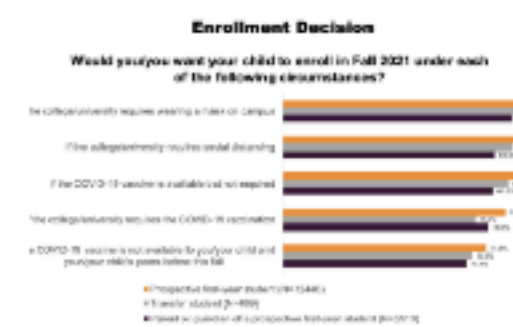 Enrollment Decision
Would you/you want your child to enroll in Fall 2021 under each
of the following circumstances?
he college/university requires wearing a mask on campus
If the college/university requires social distancing
If the COVID-19 vaccine is available but not required
the college/university requires the COVID-19 vaccination
a COVID-19 vaccine is not available to you/your child and
you/your child's peers before this fall
Prospective first-year student
Transfer student
Parent or guardian of a prospective first-year student